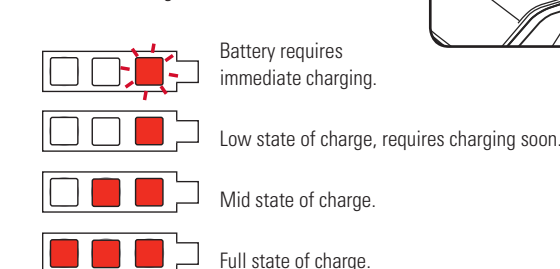 Battery requires
immediate charging.
Low state of charge, requires charging soon.
Mid state of charge.
Full state of charge.